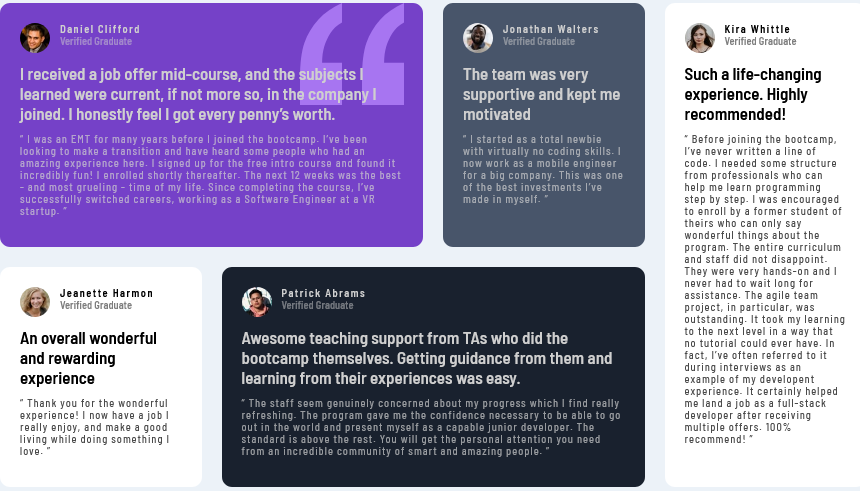 Daniel Clifford
Verified Graduate
I received a job offer mid-course, and the subjects I
learned were current, if not more so, in the company I
joined. I honestly feel I got every penny's worth.
" I was an EMT for many years before I joined the bootcamp. I've been
looking to make a transition and have heard some people who had an
amazing experience here. I signed up for the free intro course and found it
incredibly fun! I enrolled shortly thereafter. The next 12 weeks was the best
- and most grueling - time of my life. Since completing the course, I've
successfully switched careers, working as a Software Engineer at a VR
startup. "
Jonathan Walters
Verified Graduate
The team was very
supportive and kept me
motivated
" I started as a total newbie
with virtually no coding skills. I
now work as a mobile engineer
for a big company. This was one
of the best investments I've
made in myself. "
Kira Whittle
Verified Graduate
Such a life-changing
experience. Highly
recommended!
" Before joining the bootcamp,
I've never written a line of
code. I needed some structure
from professionals who can
help me learn programming
step by step. I was encouraged
to enroll by a former student of
theirs who can only say
wonderful things about the
program. The entire curriculum
and staff did not disappoint.
They were very hands-on and I
never had to wait long for
assistance. The agile team
project, in particular, was
outstanding. It took my learning
to the next level in a way that
no tutorial could ever have. In
fact, I've often referred to it
during interviews as an
example of my developent
experience. It certainly helped
me land a job as a full-stack
developer after receiving
multiple offers. 100%
recommend! "
Jeanette Harmon
Verified Graduate
An overall wonderful
and rewarding
experience
" Thank you for the wonderful
experience! I now have a job I
really enjoy, and make a good
living while doing something I
love. "
Patrick Abrams
Verified Graduate
Awesome teaching support from TAs who did the
bootcamp themselves. Getting guidance from them and
learning from their experiences was easy.
" The staff seem genuinely concerned about my progress which I find really
refreshing. The program gave me the confidence necessary to be able to go
out in the world and present myself as a capable junior developer. The
standard is above the rest. You will get the personal attention you need
from an incredible community of smart and amazing people. "